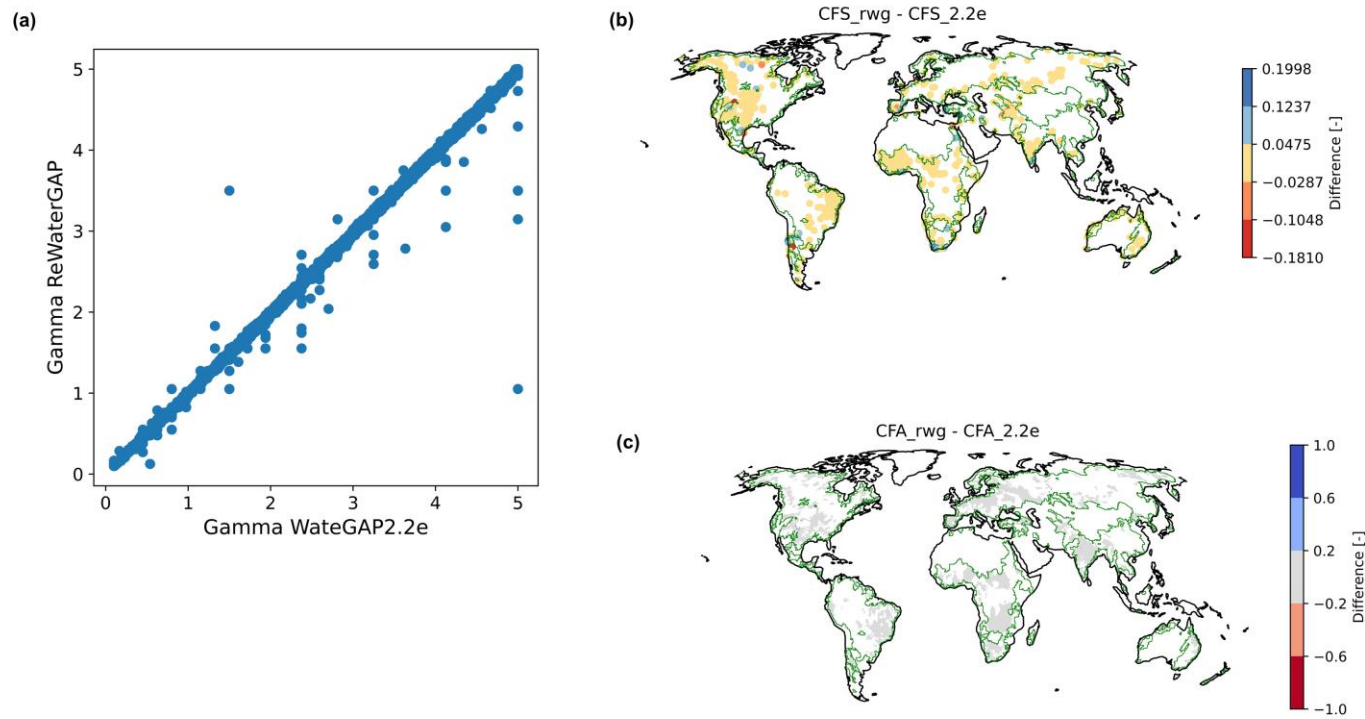 (a)
5
4
3
2
1
0
Gamma ReWaterGAP
0
1
2
3
4
5
Gamma WateGAP2.2e
(b)
CFS_rwg - CFS_2.2e
0.1998
0.1237
0.0475
−0.0287
−0.1048
−0.1810
Difference [-]
(c)
CFA_rwg - CFA_2.2e
1.0
0.6
0.2
−0.2
−0.6
−1.0
Difference [-]